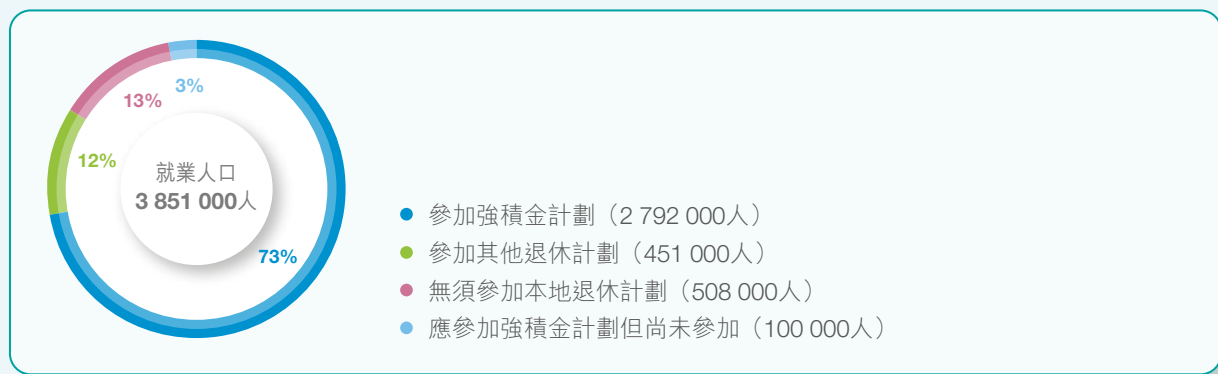 3%
13%
12%
就業人口
3 851 000人
73%
參加強積金計劃（2 792 000人）
參加其他退休計劃（451 000人）
無須參加本地退休計劃（508 000人）
應參加強積金計劃但尚未參加（100 000人）